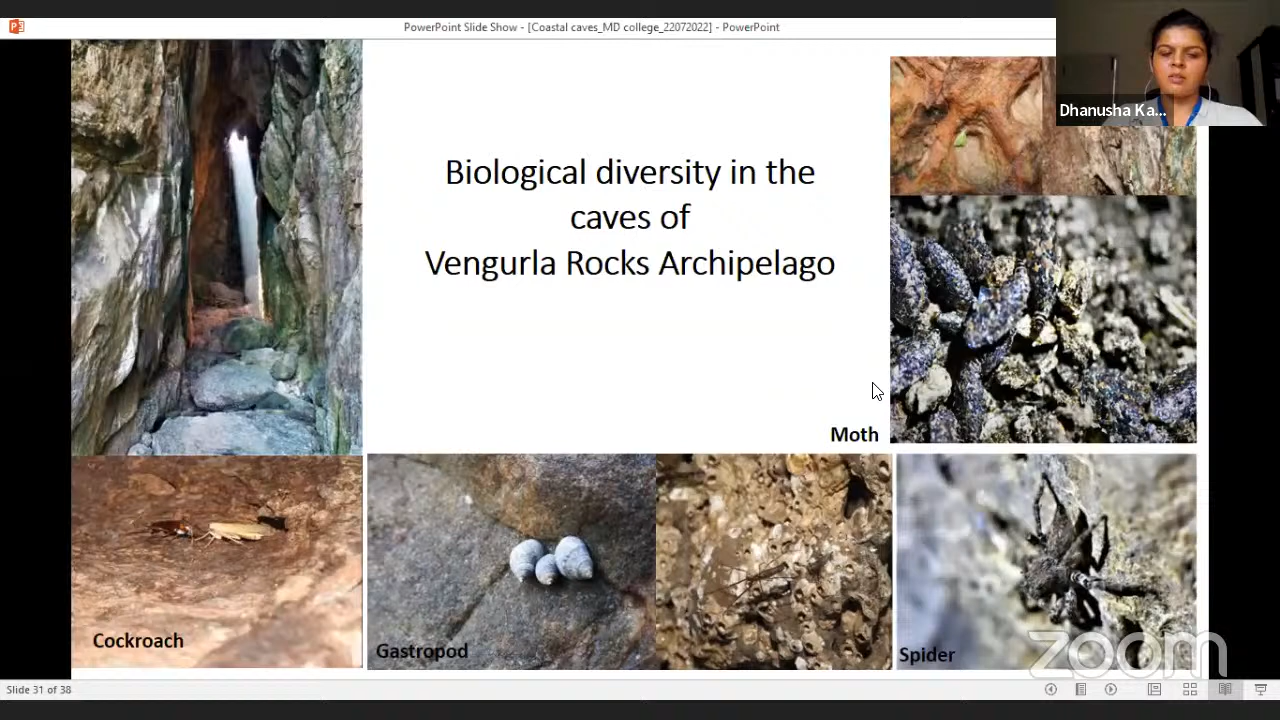 PowerPoint Slide Show - [Coastal caves_MD college_22072022] - PowerPoint
Dhanusha Ka...
Biological diversity in the
caves of
Vengurla Rocks Archipelago
Moth
Cockroach
Gastropod
Spider
zoom
Slide 31 of 38